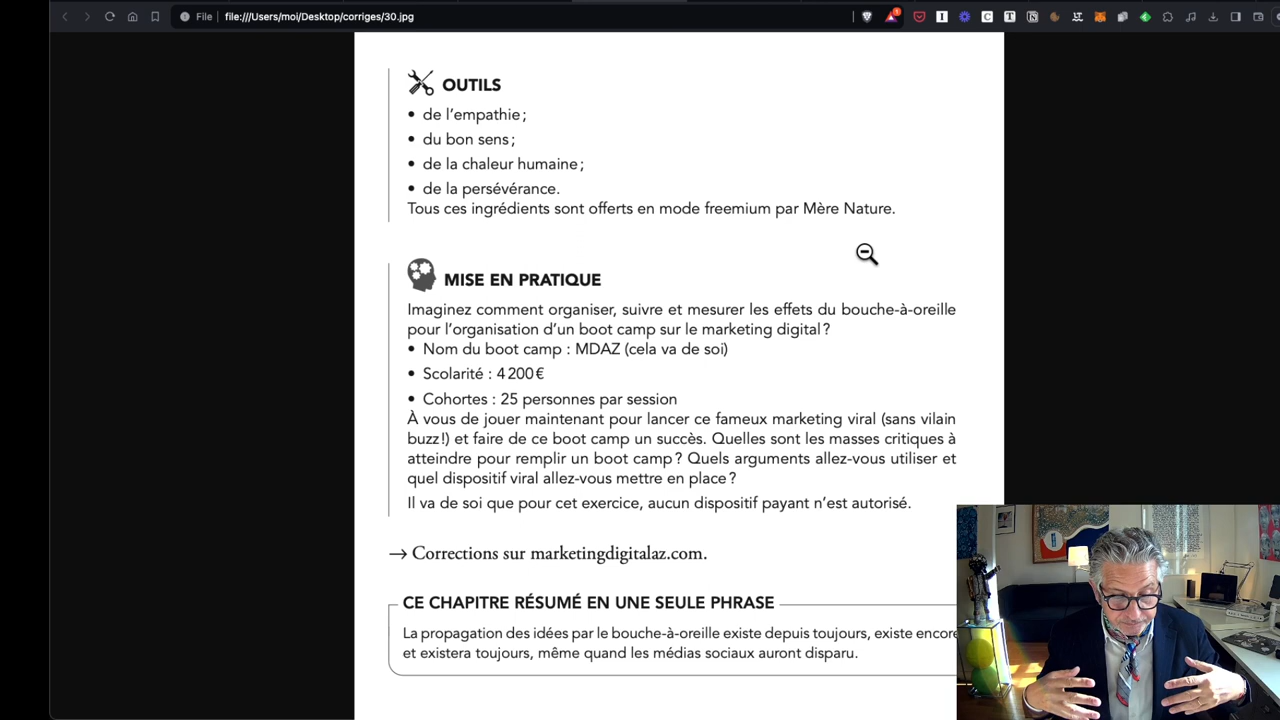 File
file:///Users/moi/Desktop/corriges/30.jpg
OUTILS
• de l'empathie ;
• du bon sens ;
• de la chaleur humaine ;
• de la persévérance.
Tous ces ingrédients sont offerts en mode freemium par Mère Nature.
MISE EN PRATIQUE
Imaginez comment organiser, suivre et mesurer les effets du bouche-à-oreille
pour l'organisation d'un boot camp sur le marketing digital ?
• Nom du boot camp : MDAZ (cela va de soi)
• Scolarité : 4 200 €
• Cohortes : 25 personnes par session
À vous de jouer maintenant pour lancer ce fameux marketing viral (sans vilain
buzz !) et faire de ce boot camp un succès. Quelles sont les masses critiques à
atteindre pour remplir un boot camp ? Quels arguments allez-vous utiliser et
quel dispositif viral allez-vous mettre en place ?
Il va de soi que pour cet exercice, aucun dispositif payant n'est autorisé.
→ Corrections sur marketingdigitalaz.com.
CE CHAPITRE RÉSUMÉ EN UNE SEULE PHRASE
La propagation des idées par le bouche-à-oreille existe depuis toujours, existe encore
et existera toujours, même quand les médias sociaux auront disparu.